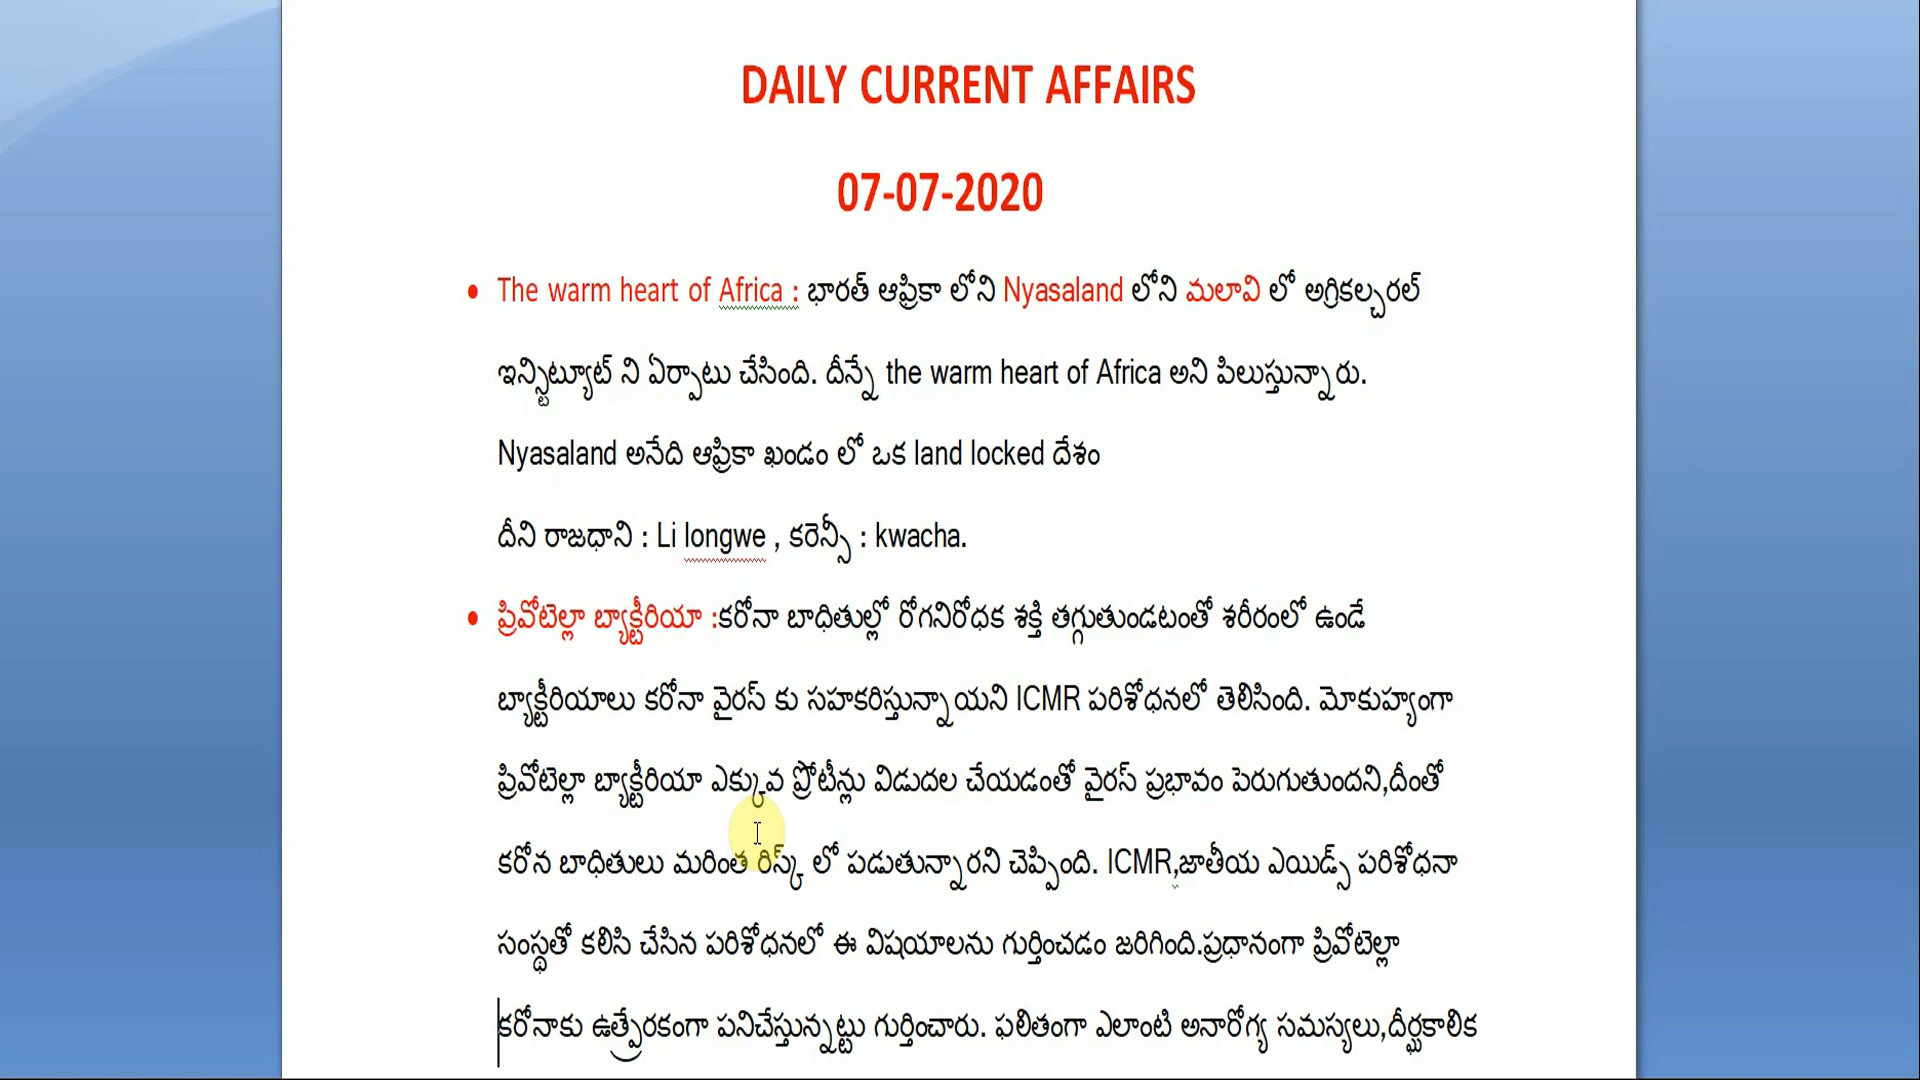 DAILY CURRENT AFFAIRS
07-07-2020
• The warm heart of Africa : భారత్ ఆఫ్రికా లోని Nyasaland లోని మలావి లో అగ్రికల్చరల్
ఇన్స్టిట్యూట్ ని ఏర్పాటు చేసింది. దీన్నే the warm heart of Africa అని పిలుస్తున్నారు.
Nyasaland అనేది ఆఫ్రికా ఖండం లో ఒక land locked దేశం
దీని రాజధాని : Li longwe , కరెన్సీ : kwacha.
• ప్రివోటెల్లా బ్యాక్టీరియా :కరోనా బాధితుల్లో రోగనిరోధక శక్తి తగ్గుతుండటంతో శరీరంలో ఉండే
బ్యాక్టీరియాలు కరోనా వైరస్ కు సహకరిస్తున్నాయని ICMR పరిశోధనలో తెలిసింది. మోకుహ్యంగా
ప్రివోటెల్లా బ్యాక్టీరియా ఎక్కువ ప్రోటీన్లు విడుదల చేయడంతో వైరస్ ప్రభావం పెరుగుతుందని,దీంతో
కరోన బాధితులు మరింత రిస్క్ లో పడుతున్నారని చెప్పింది. ICMR,జాతీయ ఎయిడ్స్ పరిశోధనా
సంస్థతో కలిసి చేసిన పరిశోధనలో ఈ విషయాలను గుర్తించడం జరిగింది.ప్రధానంగా ప్రివోటెల్లా
కరోనాకు ఉత్ప్రేరకంగా పనిచేస్తున్నట్టు గుర్తించారు. ఫలితంగా ఎలాంటి అనారోగ్య సమస్యలు,దీర్ఘకాలిక